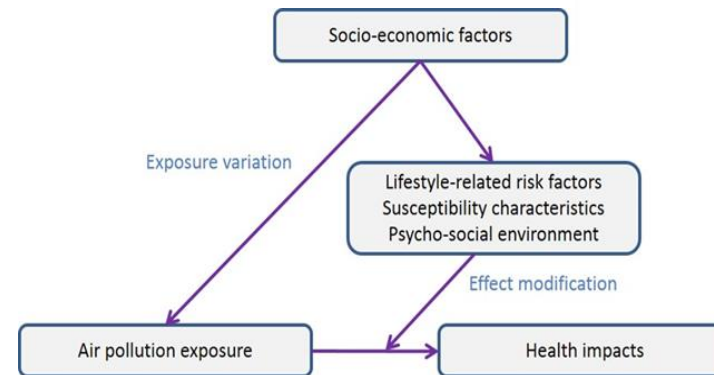 Socio-economic factors
Exposure variation
Lifestyle-related risk factors
Susceptibility characteristics
Psycho-social environment
Effect modification
Air pollution exposure
Health impacts